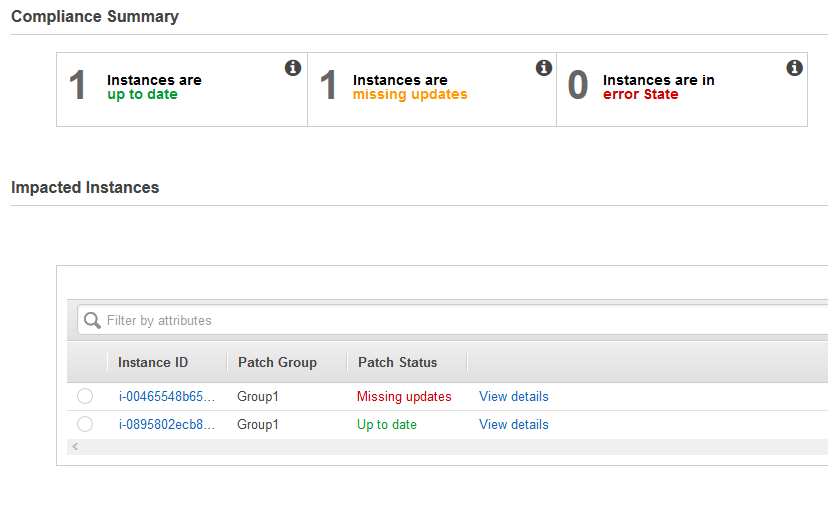 Compliance Summary
1 Instances are up to date
1 Instances are missing updates
0 Instances are in error State
Impacted Instances
Filter by attributes
Instance ID Patch Group Patch Status
i-00465548b65... Group1 Missing updates View details
i-0895802ecb8... Group1 Up to date View details